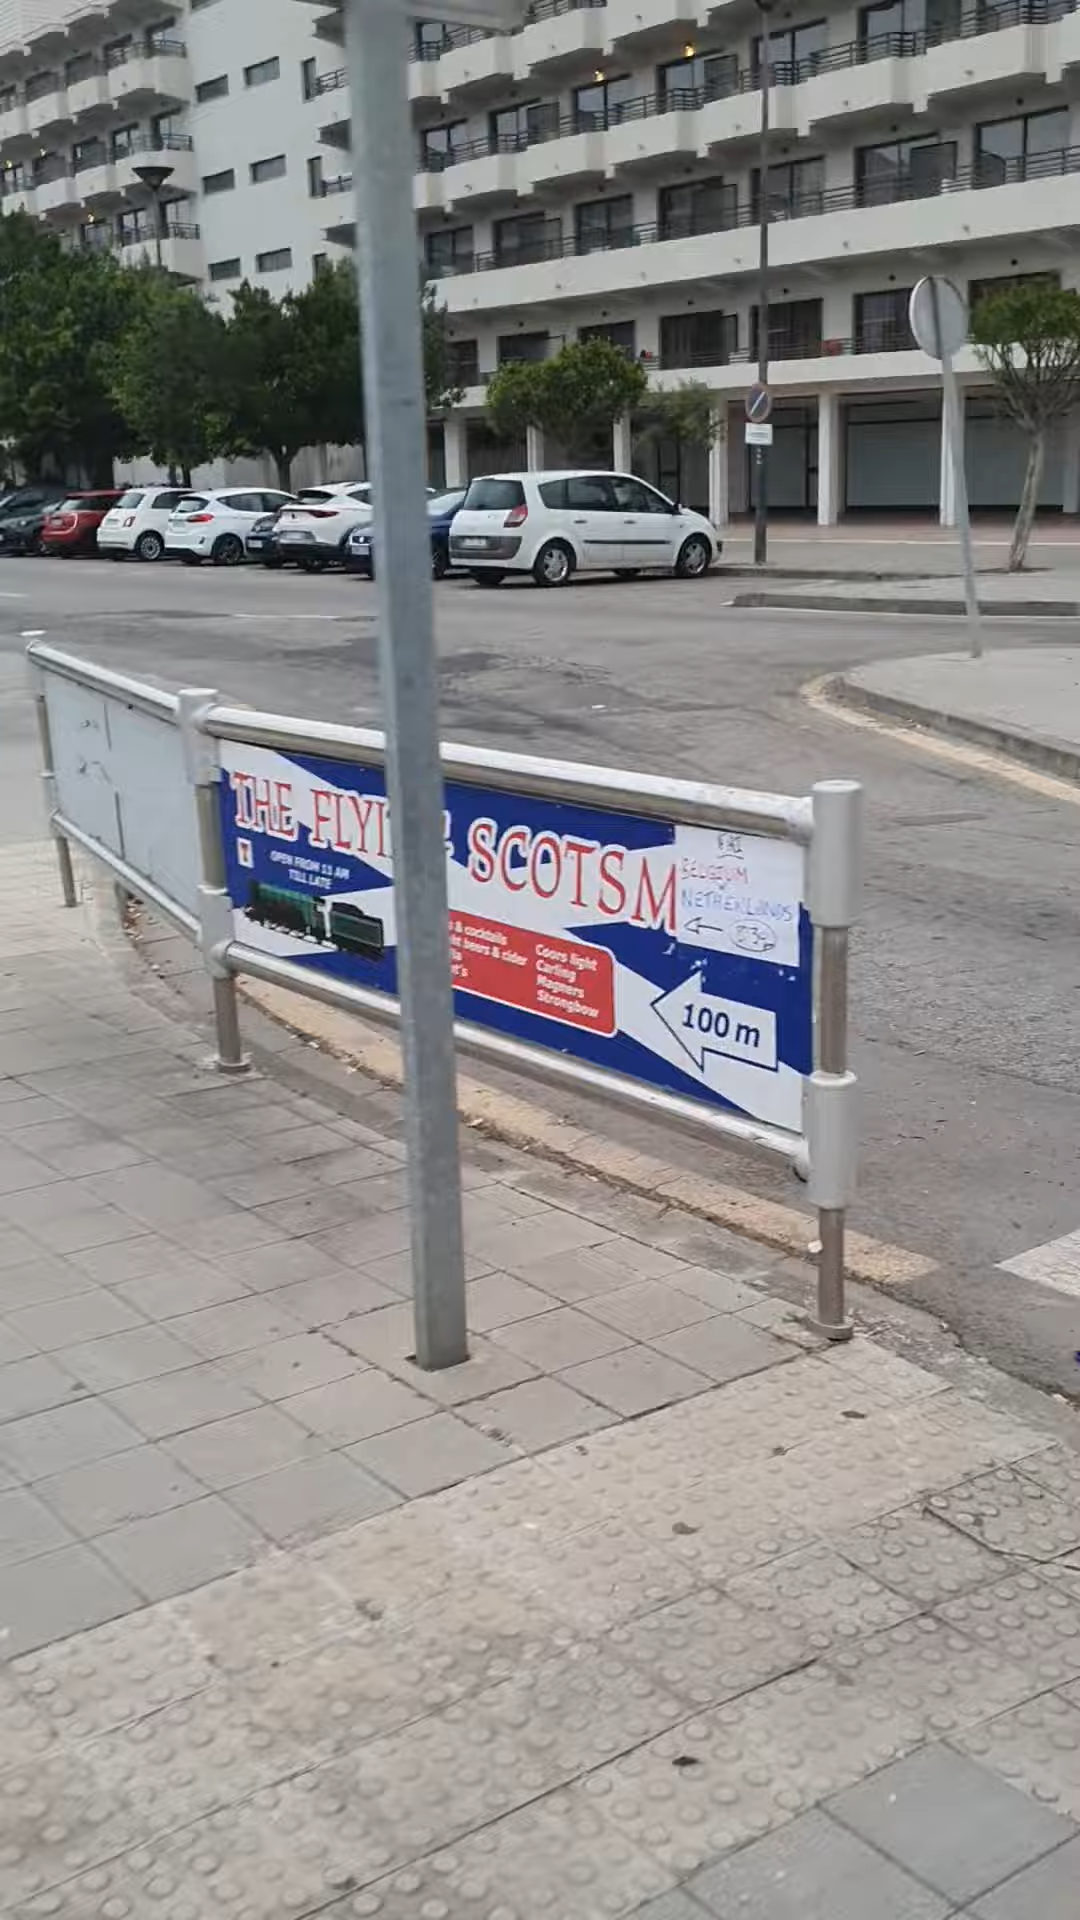 THE FLYI
SCOTSM
OPEN FROM 11 AM
TILL LATE
& cocktails
beers & cider
Coors light
Carling
Magners
Strongbow
BELGIUM
NETHERLANDS
100 m